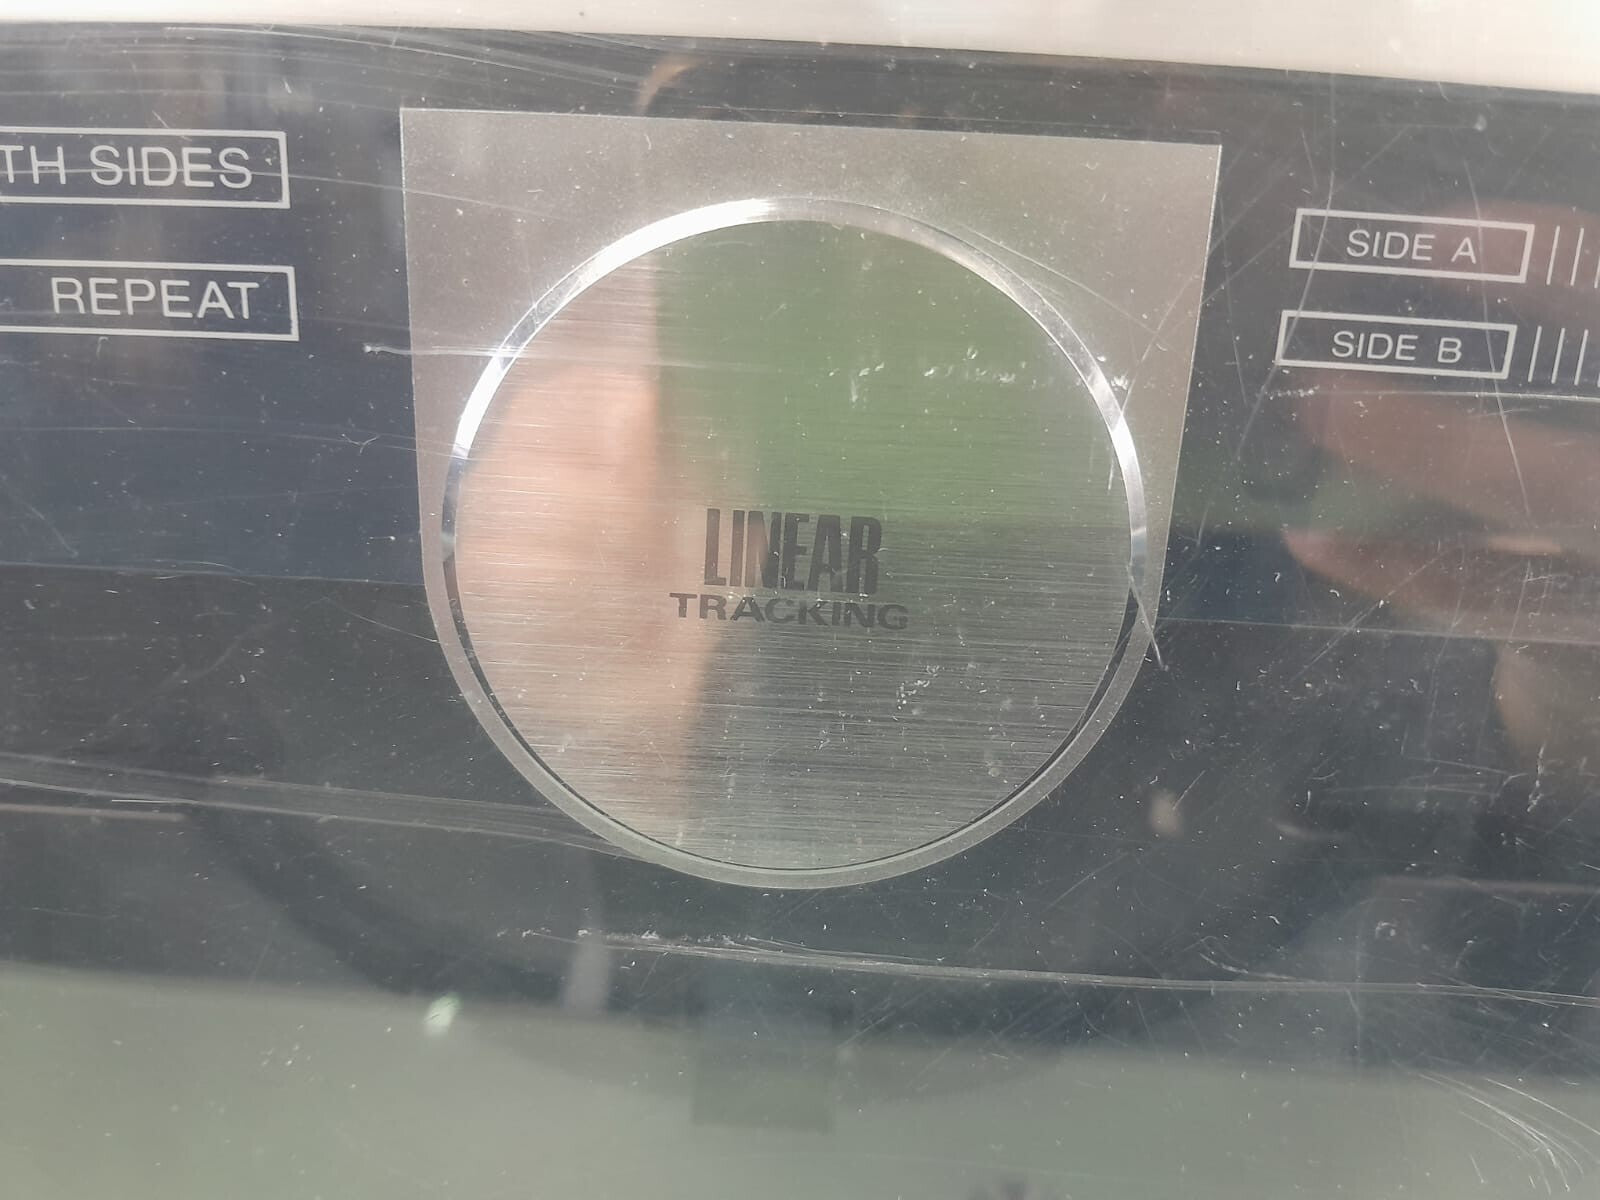 TH SIDES
REPEAT
SIDE A
SIDE B
LINEAR
TRACKING